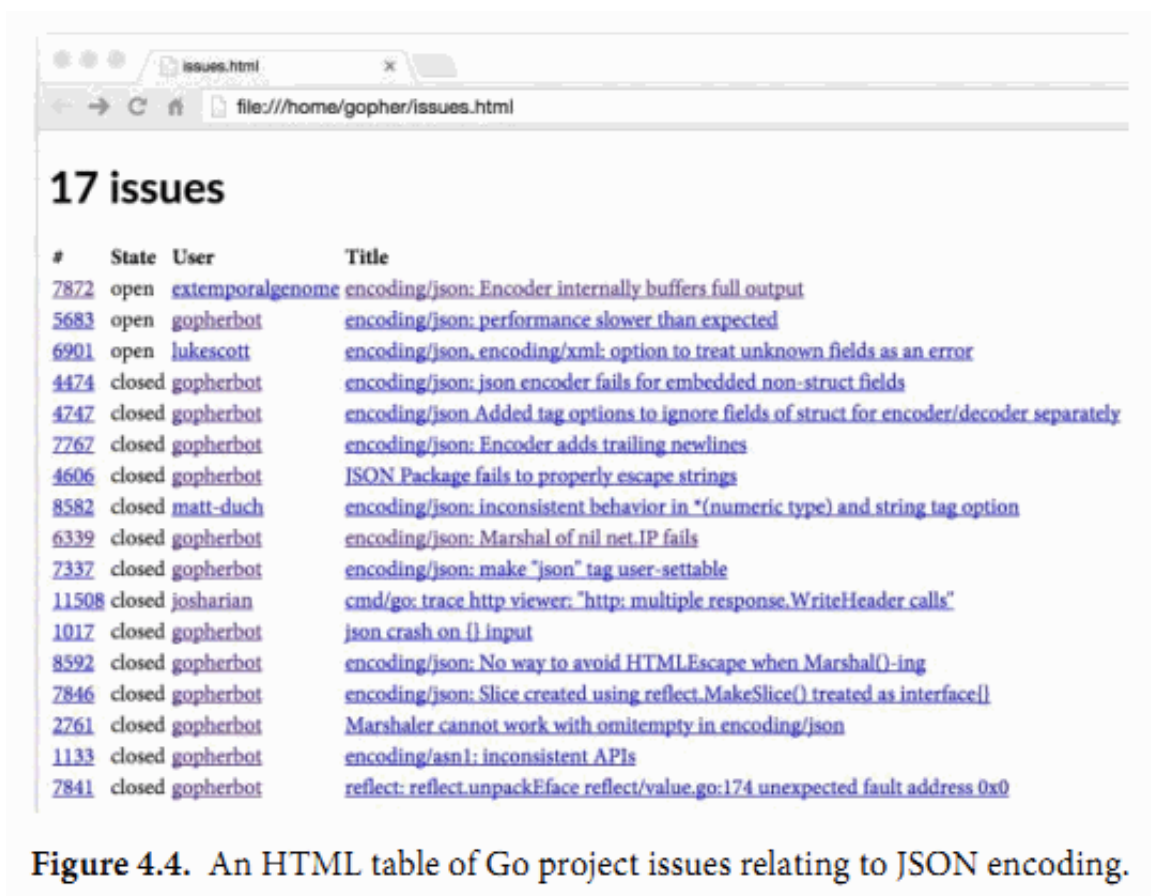 issues.html
file:///home/gopher/issues.html
17 issues
# State User Title
7872 open extemporalgenome encoding/json: Encoder internally buffers full output
5683 open gopherbot encoding/json: performance slower than expected
6901 open lukescott encoding/json, encoding/xml: option to treat unknown fields as an error
4474 closed gopherbot encoding/json: json encoder fails for embedded non-struct fields
4747 closed gopherbot encoding/json Added tag options to ignore fields of struct for encoder/decoder separately
7767 closed gopherbot encoding/json: Encoder adds trailing newlines
4606 closed gopherbot JSON Package fails to properly escape strings
8582 closed matt-duch encoding/json: inconsistent behavior in *(numeric type) and string tag option
6339 closed gopherbot encoding/json: Marshal of nil net.IP fails
7337 closed gopherbot encoding/json: make "json" tag user-settable
11508 closed josharian cmd/go: trace http viewer: "http: multiple response.WriteHeader calls"
1017 closed gopherbot json crash on {} input
8592 closed gopherbot encoding/json: No way to avoid HTMLEscape when Marshal()-ing
7846 closed gopherbot encoding/json: Slice created using reflect.MakeSlice() treated as interface{}
2761 closed gopherbot Marshaler cannot work with omitempty in encoding/json
1133 closed gopherbot encoding/asn1: inconsistent APIs
7841 closed gopherbot reflect: reflect.unpackEface reflect/value.go:174 unexpected fault address 0x0
Figure 4.4. An HTML table of Go project issues relating to JSON encoding.